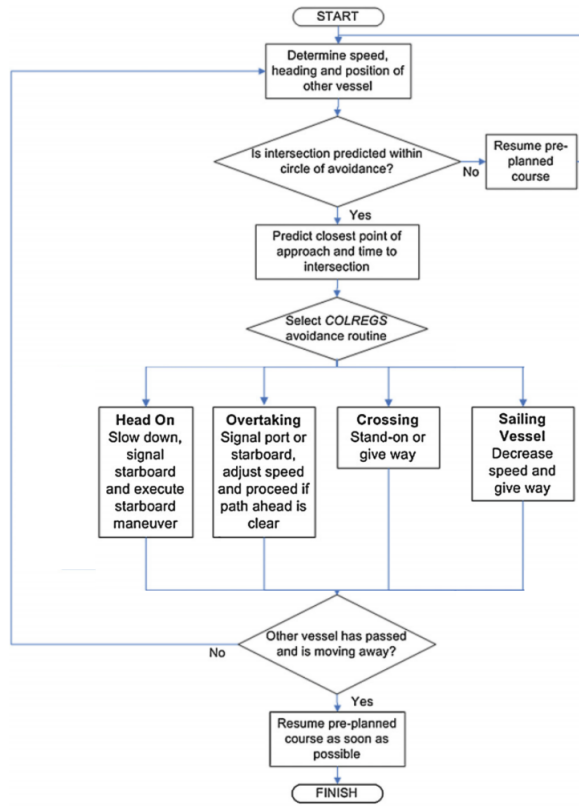 START
Determine speed,
heading and position of
other vessel
Is intersection predicted within
circle of avoidance?
No
Resume pre-
planned
course
Yes
Predict closest point of
approach and time to
intersection
Select COLREGS
avoidance routine
Head On
Slow down,
signal
starboard
and execute
starboard
maneuver
Overtaking
Signal port or
starboard,
adjust speed
and proceed if
path ahead is
clear
Crossing
Stand-on or
give way
Sailing
Vessel
Decrease
speed and
give way
Other vessel has passed
and is moving away?
No
Yes
Resume pre-planned
course as soon as
possible
FINISH